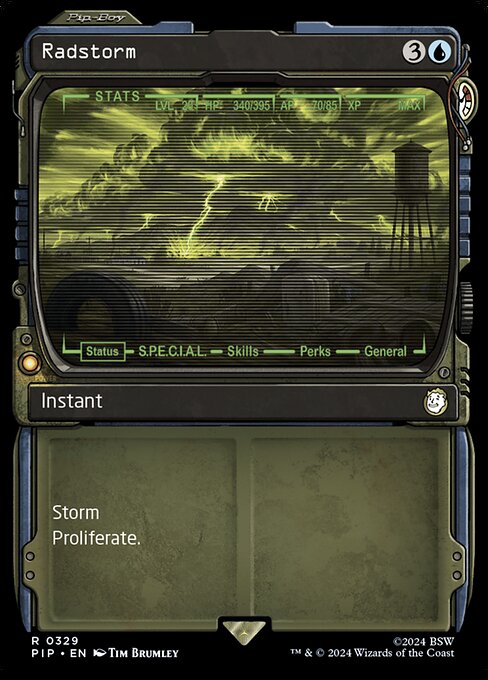 Pip-Boy
Radstorm 3
STATS
LVL 20 HP 340/395 AP 70/85 XP MAX
Status S.P.E.C.I.A.L. Skills Perks General
Instant
Storm
Proliferate.
R 0329 ©2024 BSW
PIP • EN TIM BRUMLEY ™ & © 2024 Wizards of the Coast